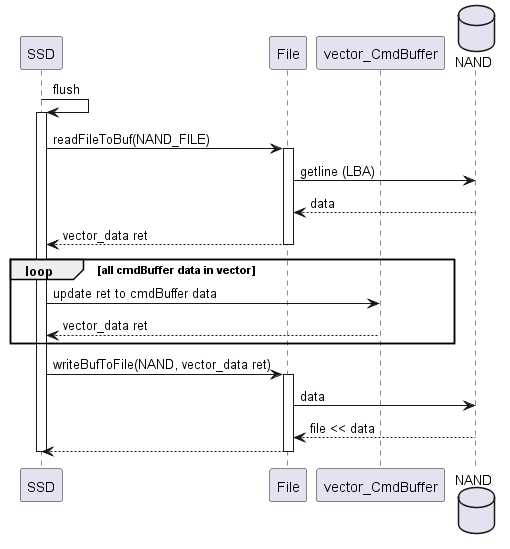 SSD
File
vector_CmdBuffer
NAND
flush
readFileToBuf(NAND_FILE)
getline (LBA)
data
vector_data ret
loop [all cmdBuffer data in vector]
update ret to cmdBuffer data
vector_data ret
writeBufToFile(NAND, vector_data ret)
data
file << data
SSD
File
vector_CmdBuffer
NAND